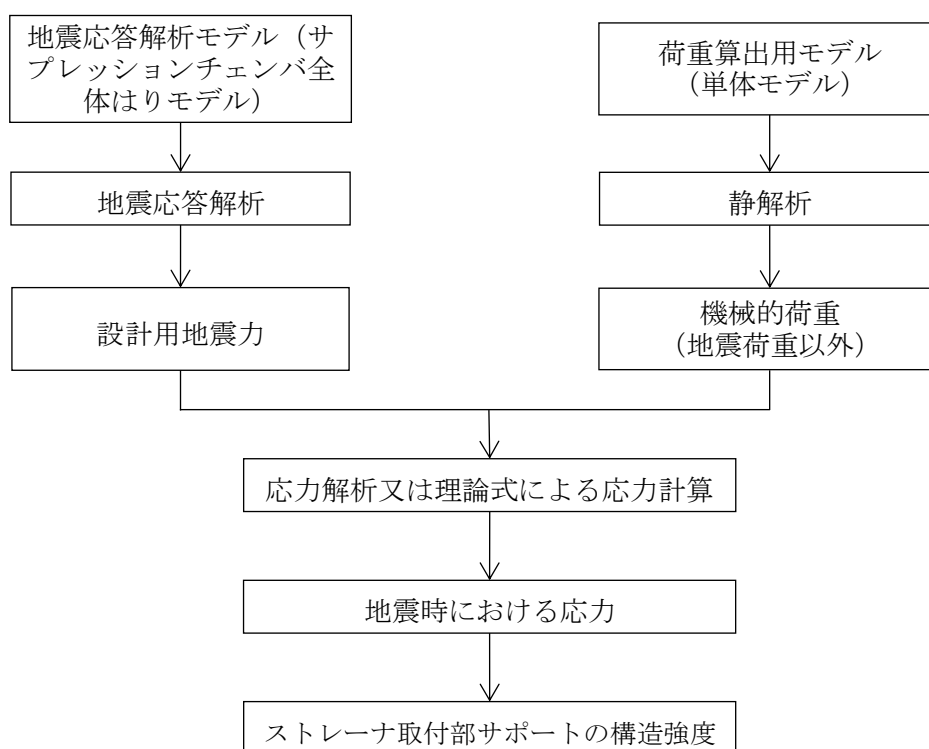 地震応答解析モデル（サ
プレッションチェンバ全
体はりモデル）
地震応答解析
設計用地震力
荷重算出用モデル
（単体モデル）
静解析
機械的荷重
（地震荷重以外）
応力解析又は理論式による応力計算
地震時における応力
ストレーナ取付部サポートの構造強度